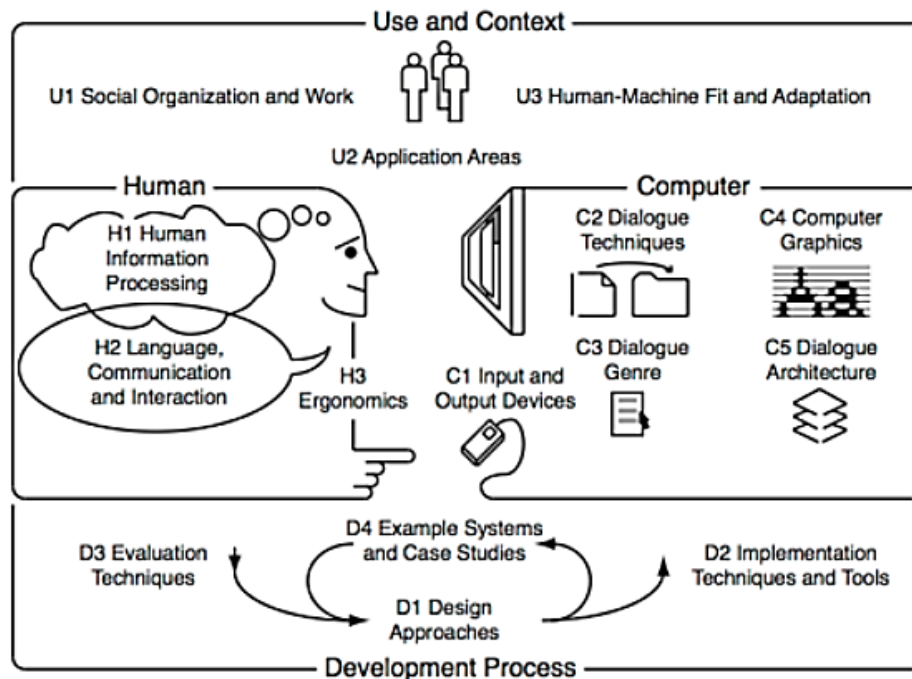 Use and Context
U1 Social Organization and Work
U3 Human-Machine Fit and Adaptation
U2 Application Areas
Human
H1 Human
Information
Processing
H2 Language,
Communication
and Interaction
H3
Ergonomics
Computer
C2 Dialogue
Techniques
C4 Computer
Graphics
Aa
C1 Input and
Output Devices
C3 Dialogue
Genre
C5 Dialogue
Architecture
D3 Evaluation
Techniques
D4 Example Systems
and Case Studies
D2 Implementation
Techniques and Tools
D1 Design
Approaches
Development Process